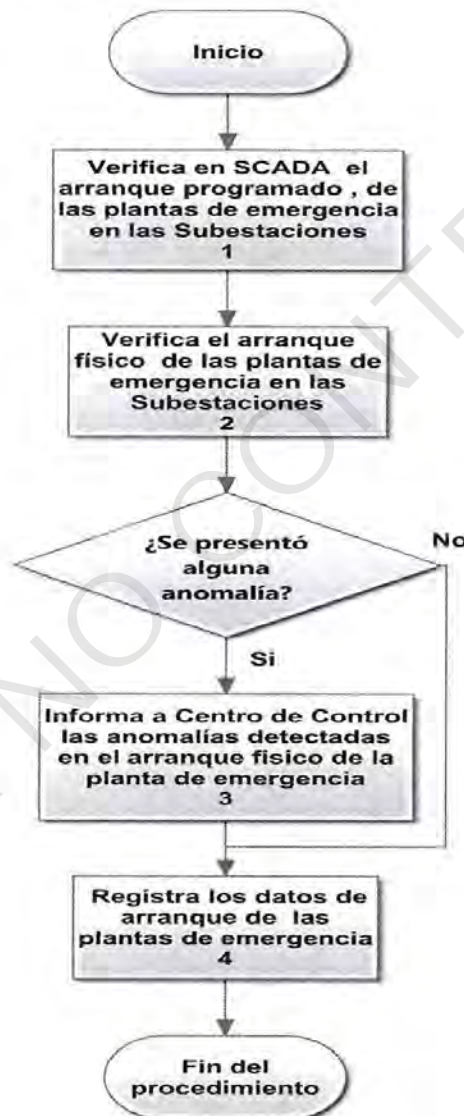 Inicio
Verifica en SCADA el
arranque programado , de
las plantas de emergencia
en las Subestaciones
1
Verifica el arranque
físico de las plantas de
emergencia en las
Subestaciones
2
¿Se presentó
alguna
anomalía?
No
Si
Informa a Centro de Control
las anomalías detectadas
en el arranque fisico de la
planta de emergencia
3
Registra los datos de
arranque de las
plantas de emergencia
4
Fin del
procedimiento
NO CONT